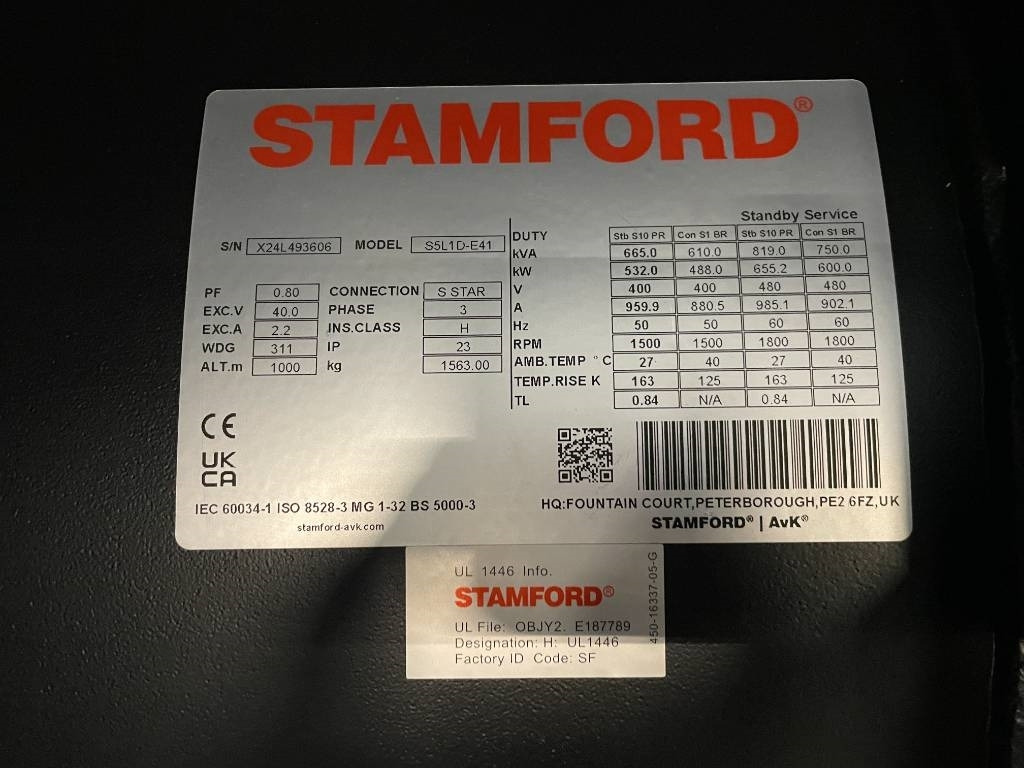 STAMFORD®
Standby Service
S/N X24L493606 MODEL S5L1D-E41
PF 0.80 CONNECTION S STAR
EXC.V 40.0 PHASE 3
EXC.A 2.2 INS.CLASS H
WDG 311 IP 23
ALT.m 1000 kg 1563.00
DUTY Stb S10 PR Con S1 BR Stb S10 PR Con S1 BR
kVA 665.0 610.0 819.0 750.0
kW 532.0 488.0 655.2 600.0
V 400 400 480 480
A 959.9 880.5 985.1 902.1
Hz 50 50 60 60
RPM 1500 1500 1800 1800
AMB.TEMP °C 27 40 27 40
TEMP.RISE K 163 125 163 125
TL 0.84 N/A 0.84 N/A
CE
UK
CA
IEC 60034-1 ISO 8528-3 MG 1-32 BS 5000-3
stamford-avk.com
HQ:FOUNTAIN COURT,PETERBOROUGH,PE2 6FZ,UK
STAMFORD® | AvK®
UL 1446 Info.
STAMFORD®
UL File: OBJY2. E187789
Designation: H: UL1446
Factory ID Code: SF
450-16337-05-G